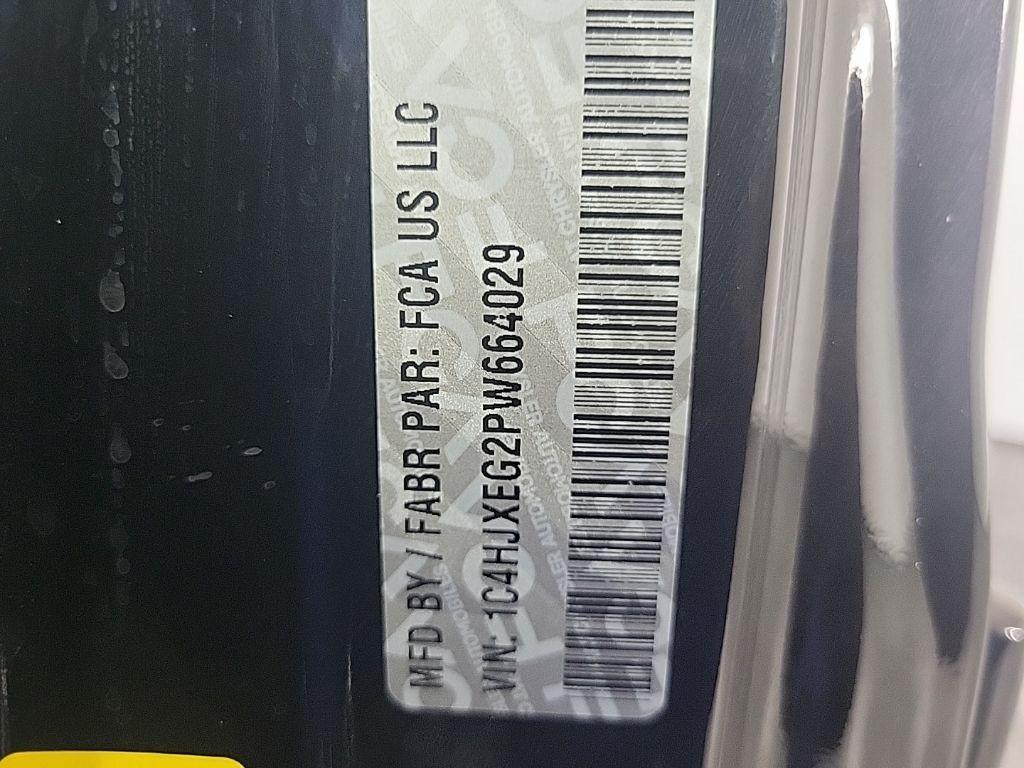 MFD BY / FABR PAR: FCA US LLC
VIN: 1C4HJXEG2PW664029